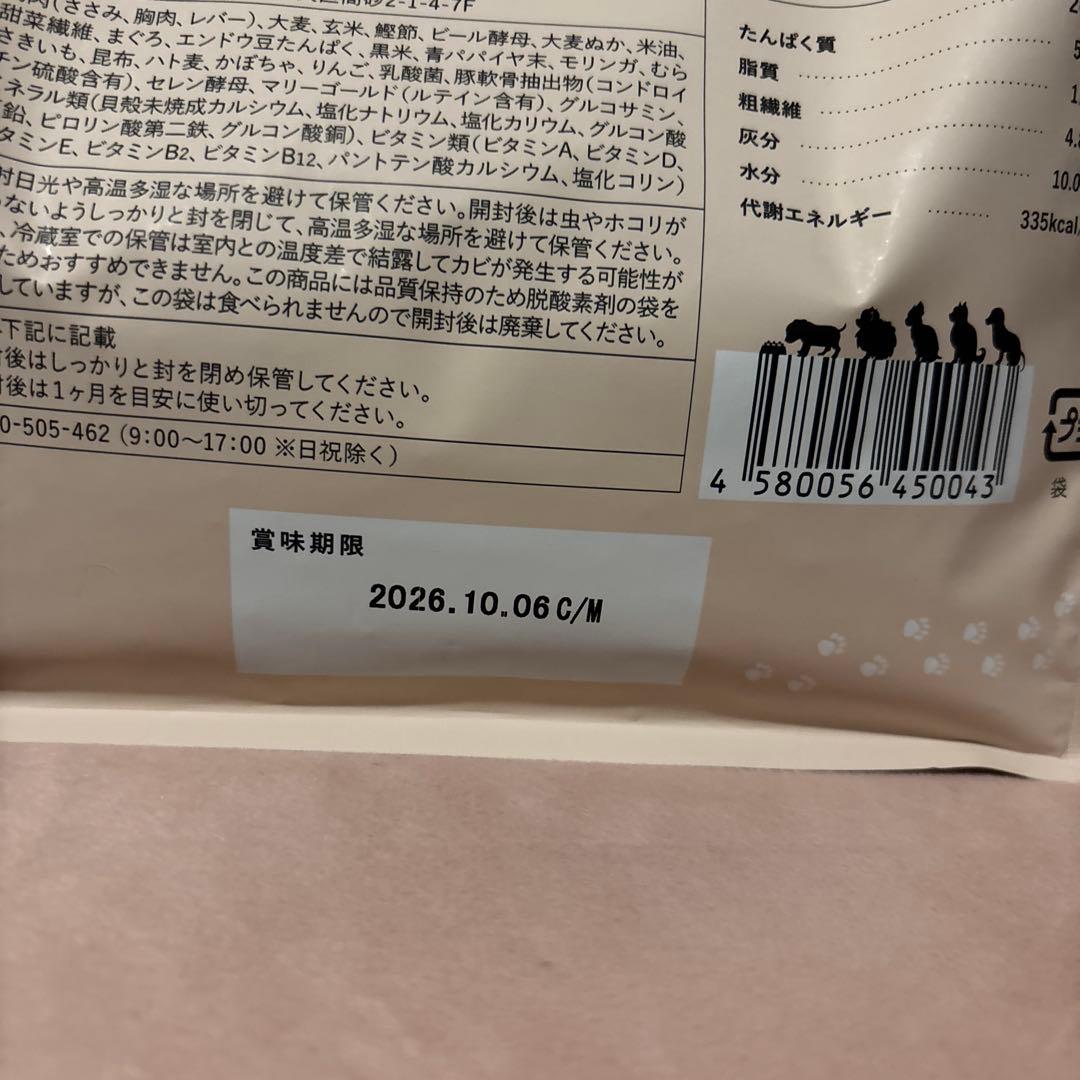 2-1-4-7F
(ささみ、胸肉、レバー)、大麦、玄米、鰹節、ビール酵母、大麦ぬか、米油、
甜菜繊維、まぐろ、エンドウ豆たんぱく、黒米、青パパイヤ末、モリンガ、むら
さきいも、昆布、ハト麦、かぼちゃ、りんご、乳酸菌、豚軟骨抽出物(コンドロイ
チン硫酸含有)、セレン酵母、マリーゴールド(ルテイン含有)、グルコサミン、
ネラル類(貝殻未焼成カルシウム、塩化ナトリウム、塩化カリウム、グルコン酸
亜鉛、ピロリン酸第二鉄、グルコン酸銅)、ビタミン類(ビタミンA、ビタミンD、
タミンE、ビタミンB2、ビタミンB12、パントテン酸カルシウム、塩化コリン)
射日光や高温多湿な場所を避けて保管ください。開封後は虫やホコリが
ないようしっかりと封を閉じて、高温多湿な場所を避けて保管ください。
、冷蔵室での保管は室内との温度差で結露してカビが発生する可能性が
ためおすすめできません。この商品には品質保持のため脱酸素剤の袋を
していますが、この袋は食べられませんので開封後は廃棄してください。
下記に記載
後はしっかりと封を閉め保管してください。
封後は1ヶ月を目安に使い切ってください。
0-505-462 (9:00〜17:00 ※日祝除く)
たんぱく質
脂質
粗繊維
灰分 4.
水分 10.0
代謝エネルギー 335kcal/
4 580056 450043
プラ
袋
賞味期限
2026.10.06 C/M